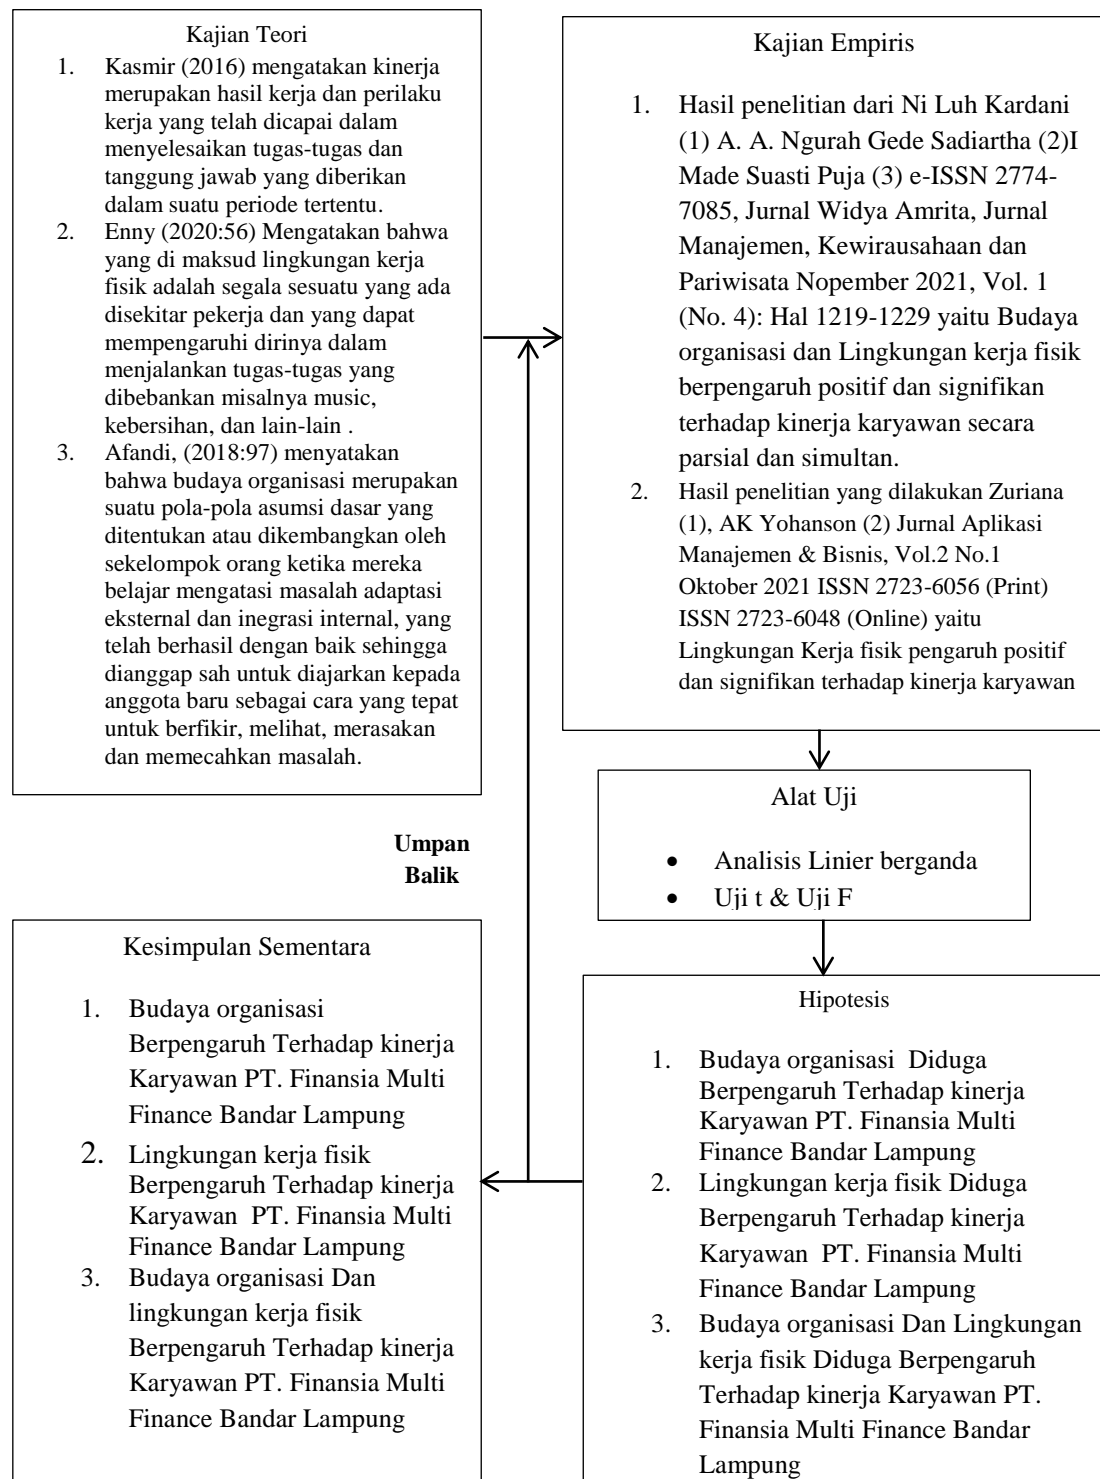 Kajian Teori
1. Kasmir (2016) mengatakan kinerja
merupakan hasil kerja dan perilaku
kerja yang telah dicapai dalam
menyelesaikan tugas-tugas dan
tanggung jawab yang diberikan
dalam suatu periode tertentu.
2. Enny (2020:56) Mengatakan bahwa
yang di maksud lingkungan kerja
fisik adalah segala sesuatu yang ada
disekitar pekerja dan yang dapat
mempengaruhi dirinya dalam
menjalankan tugas-tugas yang
dibebankan misalnya music,
kebersihan, dan lain-lain .
3. Afandi, (2018:97) menyatakan
bahwa budaya organisasi merupakan
suatu pola-pola asumsi dasar yang
ditentukan atau dikembangkan oleh
sekelompok orang ketika mereka
belajar mengatasi masalah adaptasi
eksternal dan inegrasi internal, yang
telah berhasil dengan baik sehingga
dianggap sah untuk diajarkan kepada
anggota baru sebagai cara yang tepat
untuk berfikir, melihat, merasakan
dan memecahkan masalah.
Kajian Empiris
1. Hasil penelitian dari Ni Luh Kardani
(1) A. A. Ngurah Gede Sadiartha (2)I
Made Suasti Puja (3) e-ISSN 2774-
7085, Jurnal Widya Amrita, Jurnal
Manajemen, Kewirausahaan dan
Pariwisata Nopember 2021, Vol. 1
(No. 4): Hal 1219-1229 yaitu Budaya
organisasi dan Lingkungan kerja fisik
berpengaruh positif dan signifikan
terhadap kinerja karyawan secara
parsial dan simultan.
2. Hasil penelitian yang dilakukan Zuriana
(1), AK Yohanson (2) Jurnal Aplikasi
Manajemen & Bisnis, Vol.2 No.1
Oktober 2021 ISSN 2723-6056 (Print)
ISSN 2723-6048 (Online) yaitu
Lingkungan Kerja fisik pengaruh positif
dan signifikan terhadap kinerja karyawan
Alat Uji
• Analisis Linier berganda
• Uji t & Uji F
Umpan
Balik
Hipotesis
1. Budaya organisasi Diduga
Berpengaruh Terhadap kinerja
Karyawan PT. Finansia Multi
Finance Bandar Lampung
2. Lingkungan kerja fisik Diduga
Berpengaruh Terhadap kinerja
Karyawan PT. Finansia Multi
Finance Bandar Lampung
3. Budaya organisasi Dan Lingkungan
kerja fisik Diduga Berpengaruh
Terhadap kinerja Karyawan PT.
Finansia Multi Finance Bandar
Lampung
Kesimpulan Sementara
1. Budaya organisasi
Berpengaruh Terhadap kinerja
Karyawan PT. Finansia Multi
Finance Bandar Lampung
2. Lingkungan kerja fisik
Berpengaruh Terhadap kinerja
Karyawan PT. Finansia Multi
Finance Bandar Lampung
3. Budaya organisasi Dan
lingkungan kerja fisik
Berpengaruh Terhadap kinerja
Karyawan PT. Finansia Multi
Finance Bandar Lampung